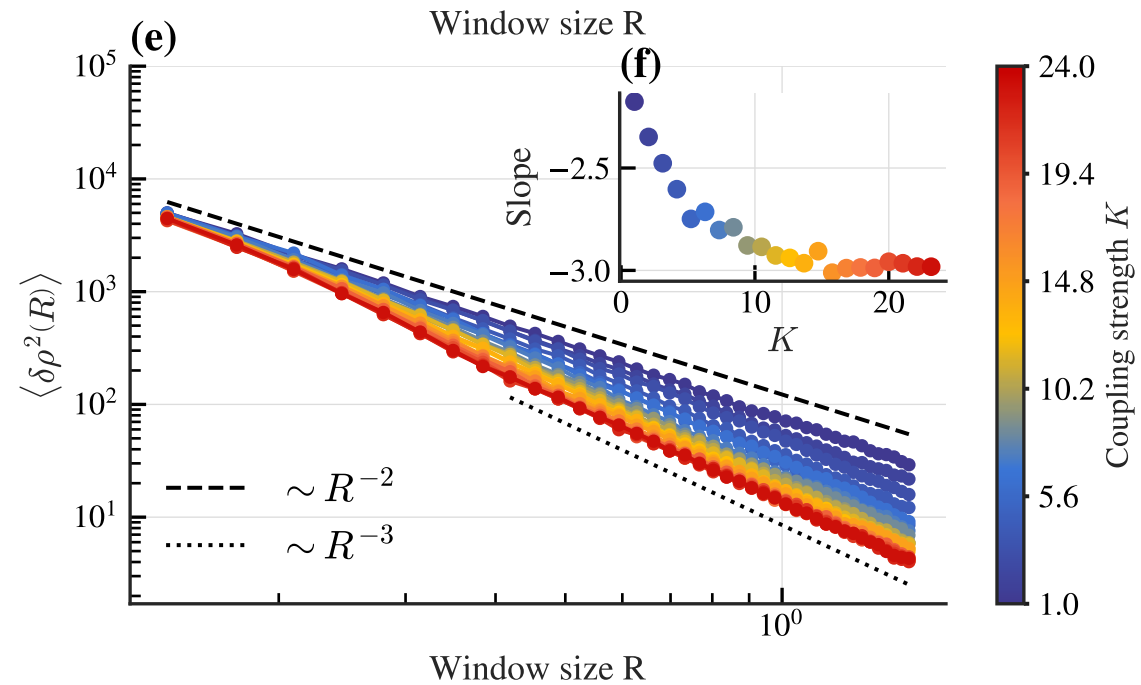 Window size R
(e)
(f)
10^5
10^4
10^3
10^2
10^1
⟨δρ²(R)⟩
Slope
−2.5
−3.0
0
10
20
K
∼ R^{−2}
∼ R^{−3}
10^0
Window size R
24.0
19.4
14.8
10.2
5.6
1.0
Coupling strength K